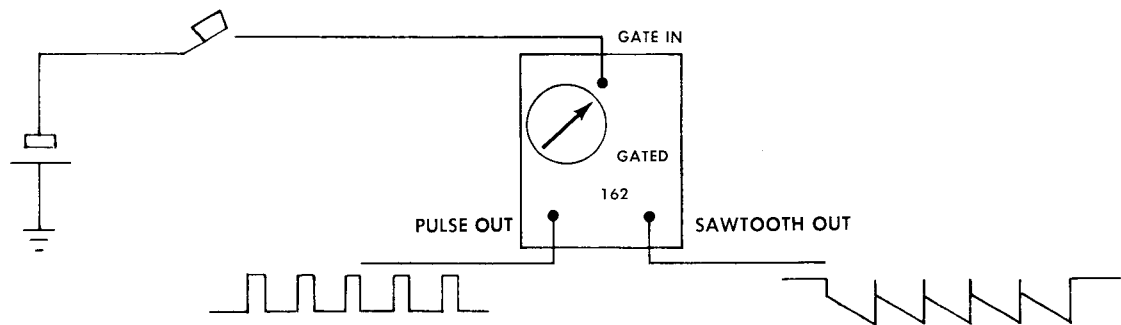 GATE IN
GATED
162
PULSE OUT
SAWTOOTH OUT